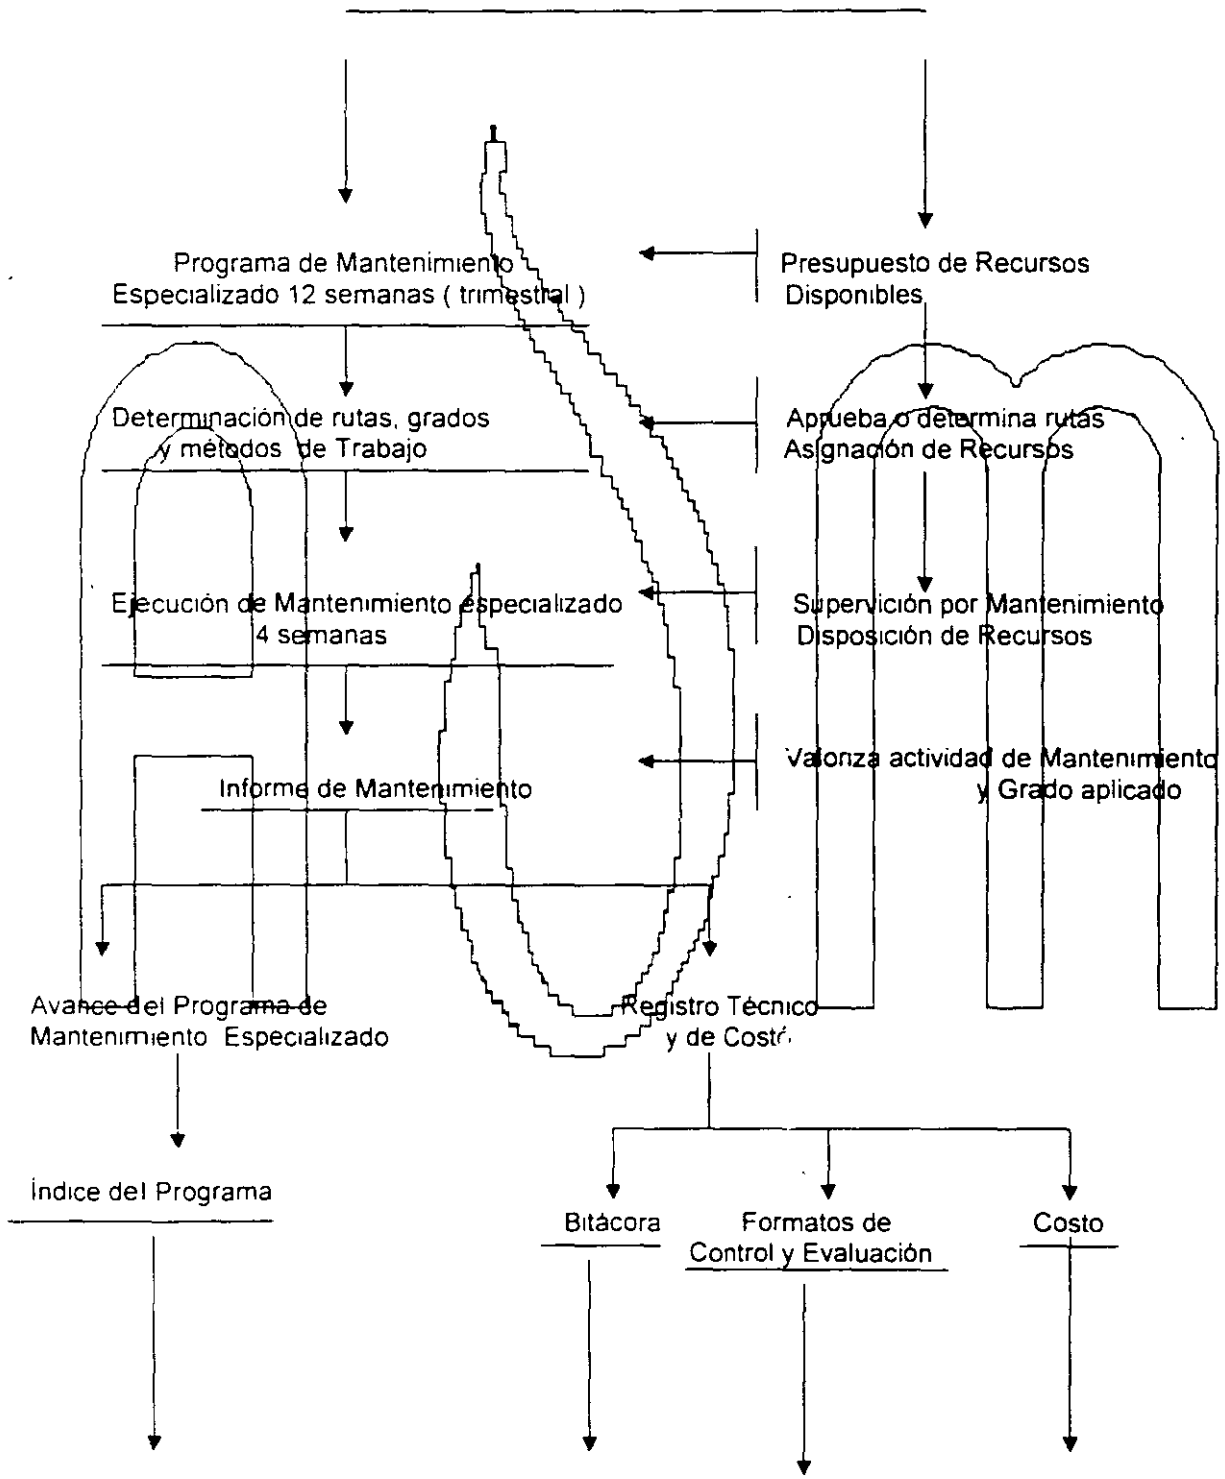 Programa de Mantenimiento
Especializado 12 semanas ( trimestral )
Presupuesto de Recursos
Disponibles
Determinación de rutas, grados
y métodos de Trabajo
Aprueba o determina rutas
Asignación de Recursos
Ejecución de Mantenimiento especializado
4 semanas
Supervición por Mantenimiento
Disposición de Recursos
Informe de Mantenimiento
Valoriza actividad de Mantenimiento
y Grado aplicado
Avance del Programa de
Mantenimiento Especializado
Registro Técnico
y de Costo
Índice del Programa
Bitácora
Formatos de
Control y Evaluación
Costo